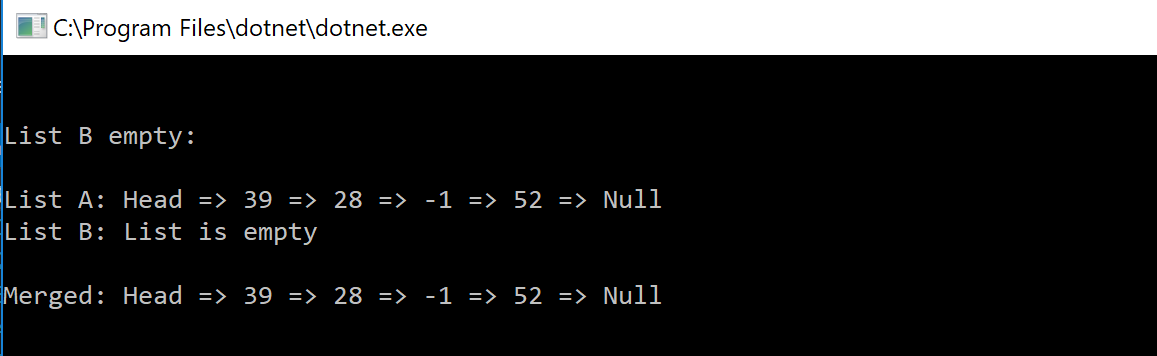 C:\Program Files\dotnet\dotnet.exe
List B empty:
List A: Head => 39 => 28 => -1 => 52 => Null
List B: List is empty
Merged: Head => 39 => 28 => -1 => 52 => Null